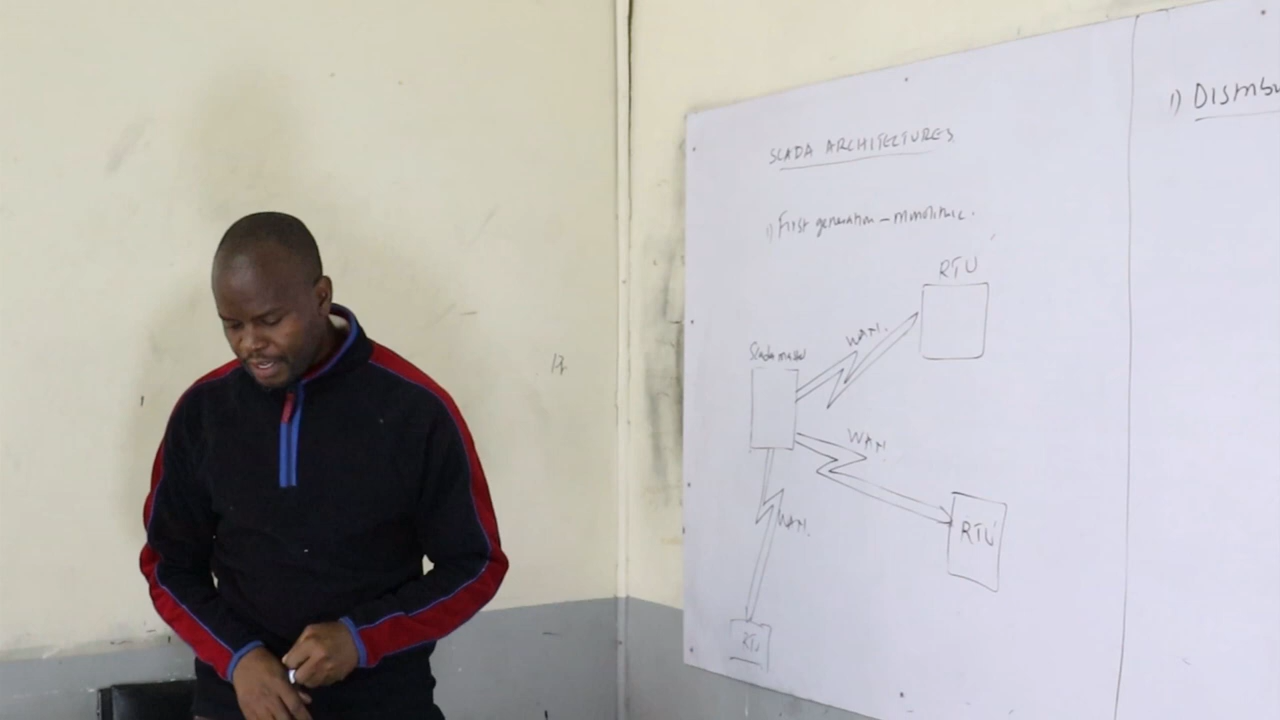 SCADA ARCHITECTURES
1) First generation - monolithic.
RTU
WAN.
Scada master
WAN
RTU
WAN.
RTU
1) Distribu